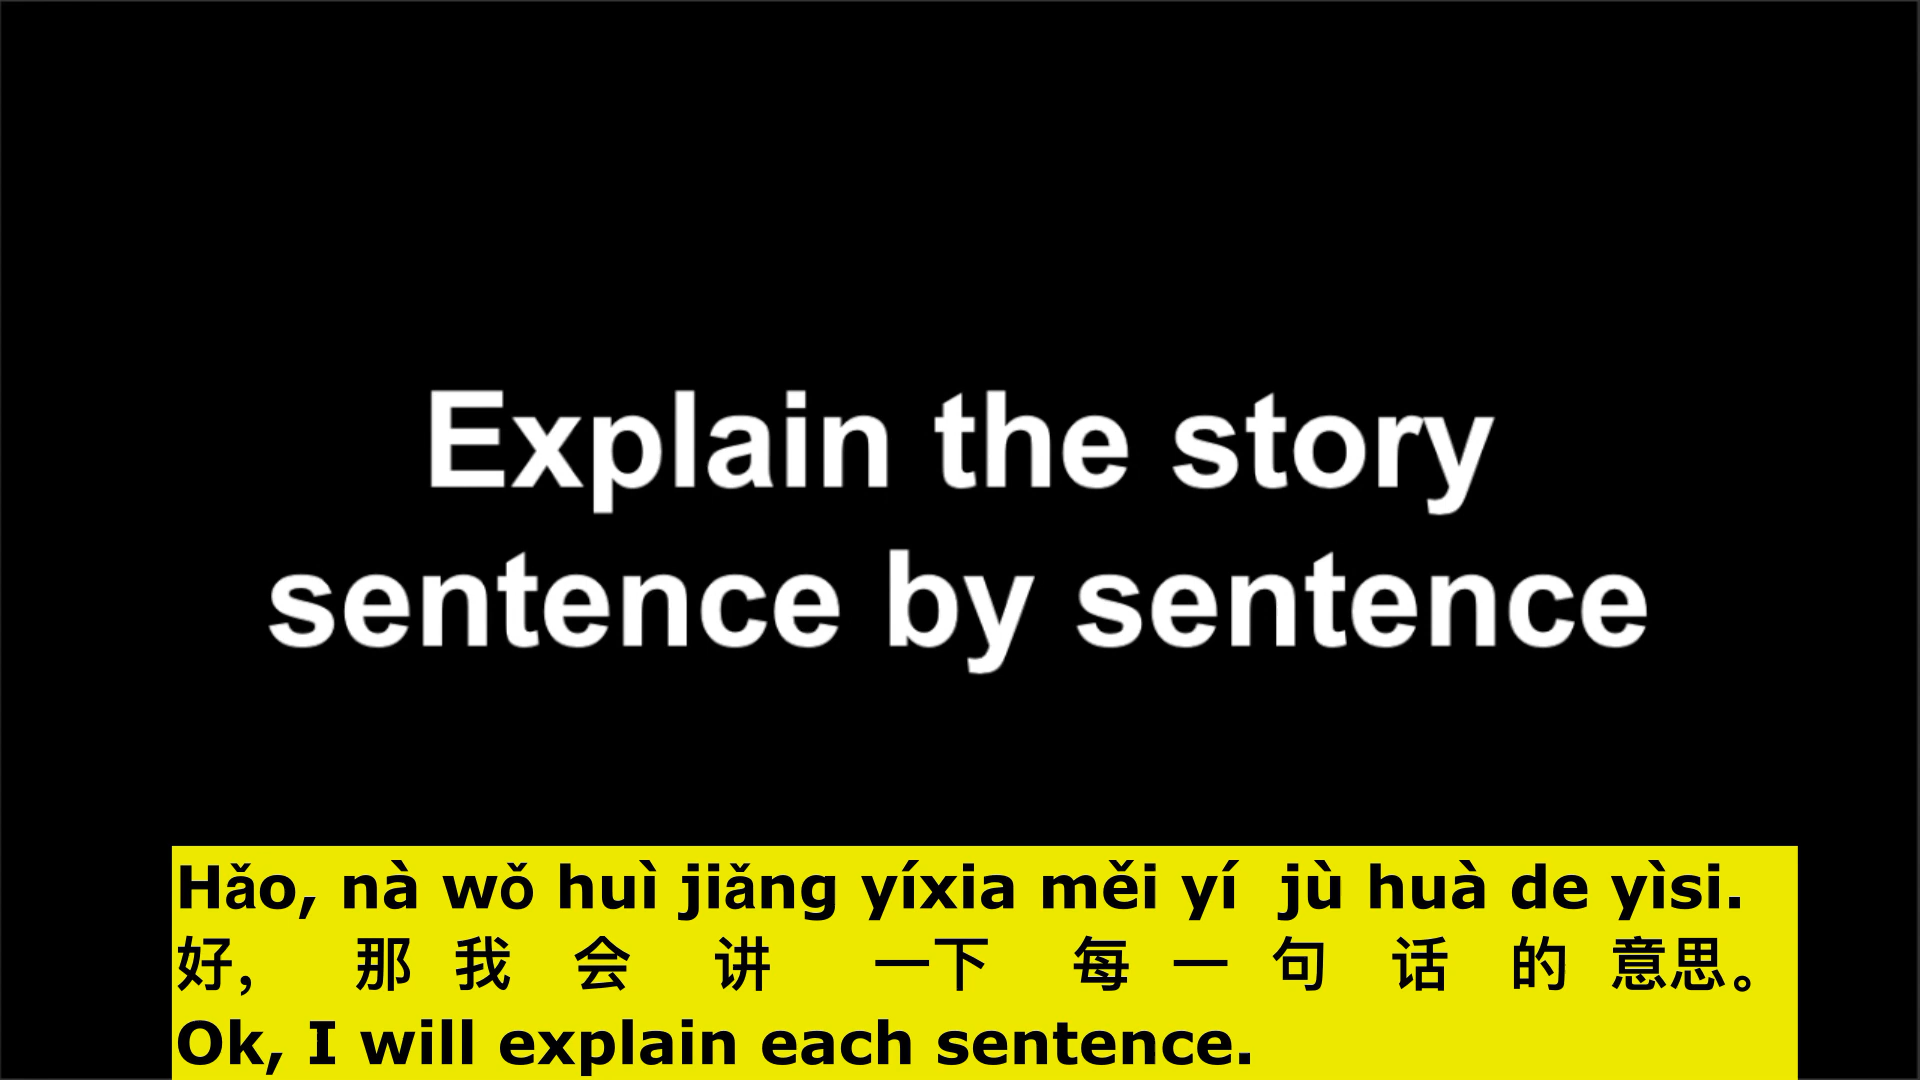 Explain the story
sentence by sentence
Hǎo, nà wǒ huì jiǎng yíxia měi yí jù huà de yìsi.
好， 那 我 会 讲 一下 每 一 句 话 的 意思。
Ok, I will explain each sentence.